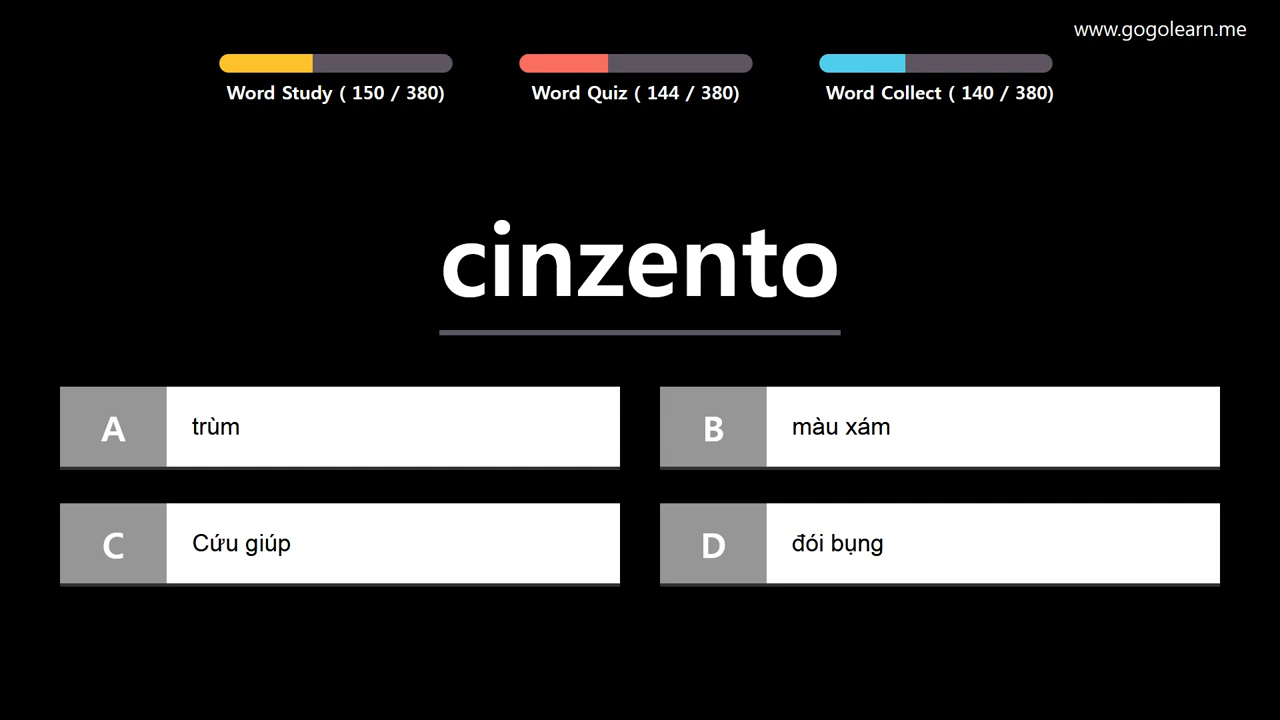 www.gogolearn.me
Word Study ( 150 / 380)
Word Quiz ( 144 / 380)
Word Collect ( 140 / 380)
cinzento
A
trùm
B
màu xám
C
Cứu giúp
D
đói bụng